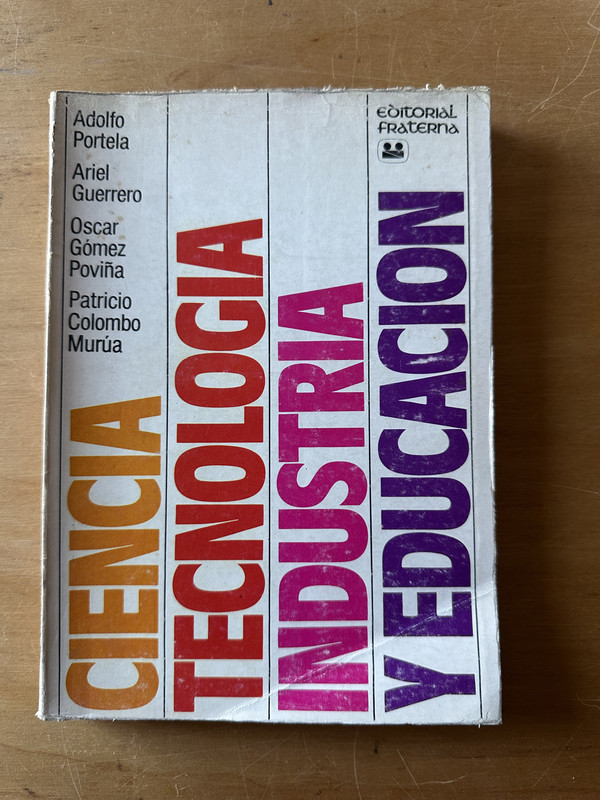 Adolfo
Portela
Ariel
Guerrero
Oscar
Gómez
Poviña
Patricio
Colombo
Murúa
EDITORIAL
FRATERNA
CIENCIA
TECNOLOGIA
INDUSTRIA
Y EDUCACION